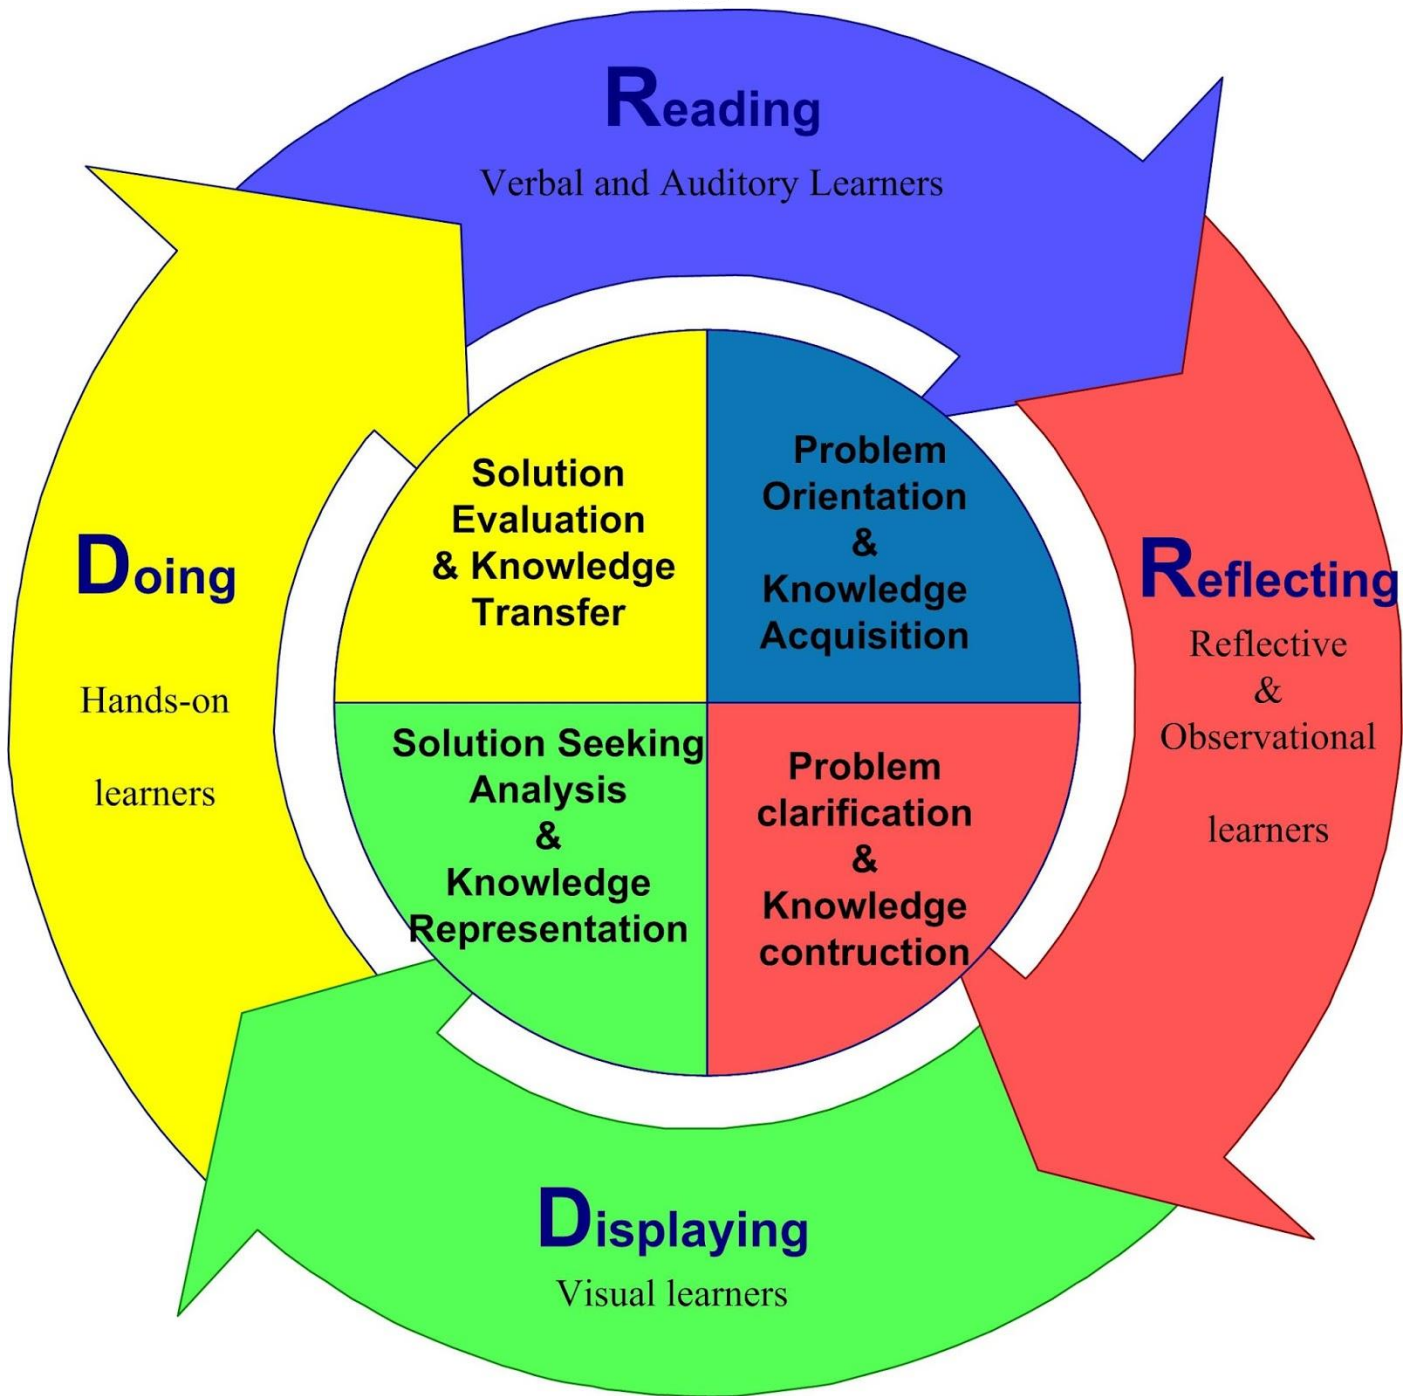 Reading
Verbal and Auditory Learners
Reflecting
Reflective
&
Observational
learners
Displaying
Visual learners
Doing
Hands-on
learners
Problem
Orientation
&
Knowledge
Acquisition
Problem
clarification
&
Knowledge
contruction
Solution Seeking
Analysis
&
Knowledge
Representation
Solution
Evaluation
& Knowledge
Transfer